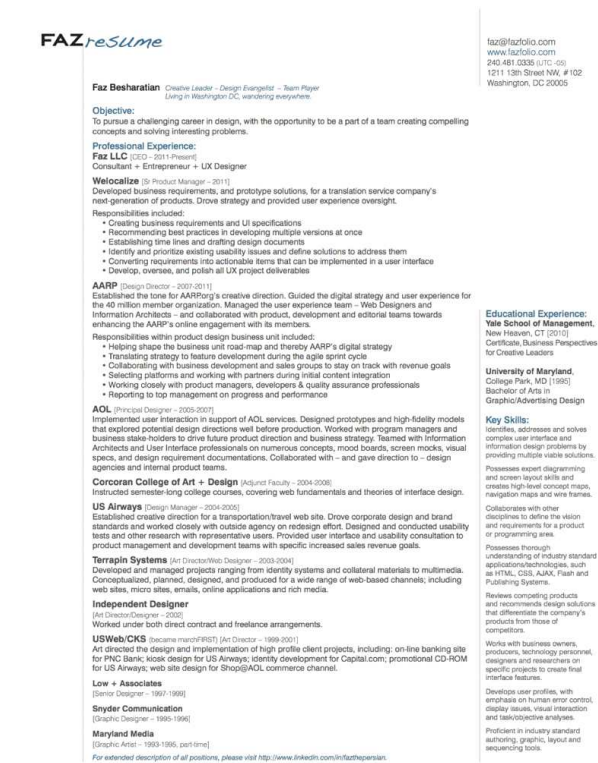 FAZ resume
faz@fazfolio.com
www.fazfolio.com
240.481.0335 (UTC -05)
1211 13th Street NW, #102
Washington, DC 20005
Faz Besharatian Creative Leader - Design Evangelist - Team Player
Living in Washington DC, wandering everywhere.
Objective:
To pursue a challenging career in design, with the opportunity to be a part of a team creating compelling
concepts and solving interesting problems.
Professional Experience:
Faz LLC [CEO - 2011-Present]
Consultant + Entrepreneur + UX Designer
Welocalize [Sr Product Manager – 2011]
Developed business requirements, and prototype solutions, for a translation service company's
next-generation of products. Drove strategy and provided user experience oversight.
Responsibilities included:
• Creating business requirements and UI specifications
• Recommending best practices in developing multiple versions at once
• Establishing time lines and drafting design documents
• Identify and prioritize existing usability issues and define solutions to address them
• Converting requirements into actionable items that can be implemented in a user interface
• Develop, oversee, and polish all UX project deliverables
AARP [Design Director – 2007-2011]
Established the tone for AARP.org's creative direction. Guided the digital strategy and user experience for
the 40 million member organization. Managed the user experience team – Web Designers and
Information Architects – and collaborated with product, development and editorial teams towards
enhancing the AARP's online engagement with its members.
Responsibilities within product design business unit included:
• Helping shape the business unit road-map and thereby AARP's digital strategy
• Translating strategy to feature development during the agile sprint cycle
• Collaborating with business development and sales groups to stay on track with revenue goals
• Selecting platforms and working with partners during initial content integration
• Working closely with product managers, developers & quality assurance professionals
• Reporting to top management on progress and performance
AOL [Principal Designer – 2005-2007]
Implemented user interaction in support of AOL services. Designed prototypes and high-fidelity models
that explored potential design directions well before production. Worked with program managers and
business stake-holders to drive future product direction and business strategy. Teamed with Information
Architects and User Interface professionals on numerous concepts, mood boards, screen mocks, visual
specs, and design requirement documentations. Collaborated with – and gave direction to – design
agencies and internal product teams.
Corcoran College of Art + Design [Adjunct Faculty – 2004-2008]
Instructed semester-long college courses, covering web fundamentals and theories of interface design.
US Airways [Design Manager – 2004-2005]
Established creative direction for a transportation/travel web site. Drove corporate design and brand
standards and worked closely with outside agency on redesign effort. Designed and conducted usability
tests and other research with representative users. Provided user interface and usability consultation to
product management and development teams with specific increased sales revenue goals.
Terrapin Systems [Art Director/Web Designer – 2003-2004]
Developed and managed projects ranging from identity systems and collateral materials to multimedia.
Conceptualized, planned, designed, and produced for a wide range of web-based channels; including
web sites, micro sites, emails, online applications and rich media.
Independent Designer
[Art Director/Designer – 2002]
Worked under both direct contract and freelance arrangements.
USWeb/CKS (became marchFIRST) [Art Director – 1999-2001]
Art directed the design and implementation of high profile client projects, including: on-line banking site
for PNC Bank; kiosk design for US Airways; identity development for Capital.com; promotional CD-ROM
for US Airways; web site design for Shop@AOL commerce channel.
Low + Associates
[Senior Designer – 1997-1999]
Snyder Communication
[Graphic Designer – 1995-1996]
Maryland Media
[Graphic Artist – 1993-1995, part-time]
For extended description of all positions, please visit http://www.linkedin.com/in/fazthepersian.
Educational Experience:
Yale School of Management,
New Heaven, CT [2010]
Certificate, Business Perspectives
for Creative Leaders
University of Maryland,
College Park, MD [1995]
Bachelor of Arts in
Graphic/Advertising Design
Key Skills:
Identifies, addresses and solves
complex user interface and
information design problems by
providing multiple viable solutions.
Possesses expert diagramming
and screen layout skills and
creates high-level concept maps,
navigation maps and wire frames.
Collaborates with other
disciplines to define the vision
and requirements for a product
or programming area.
Possesses thorough
understanding of industry standard
applications/technologies, such
as HTML, CSS, AJAX, Flash and
Publishing Systems.
Reviews competing products
and recommends design solutions
that differentiate the company's
products from those of
competitors.
Works with business owners,
producers, technology personnel,
designers and researchers on
specific projects to create final
interface features.
Develops user profiles, with
emphasis on human error control,
display issues, visual interaction
and task/objective analyses.
Proficient in industry standard
authoring, graphic, layout and
sequencing tools.